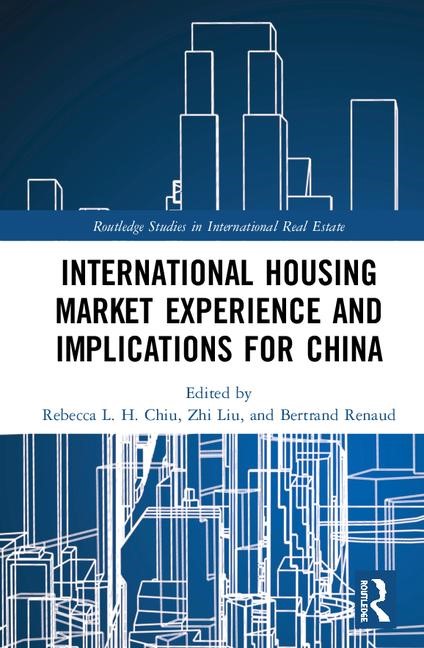 Routledge Studies in International Real Estate
INTERNATIONAL HOUSING
MARKET EXPERIENCE AND
IMPLICATIONS FOR CHINA
Edited by
Rebecca L. H. Chiu, Zhi Liu, and Bertrand Renaud
ROUTLEDGE